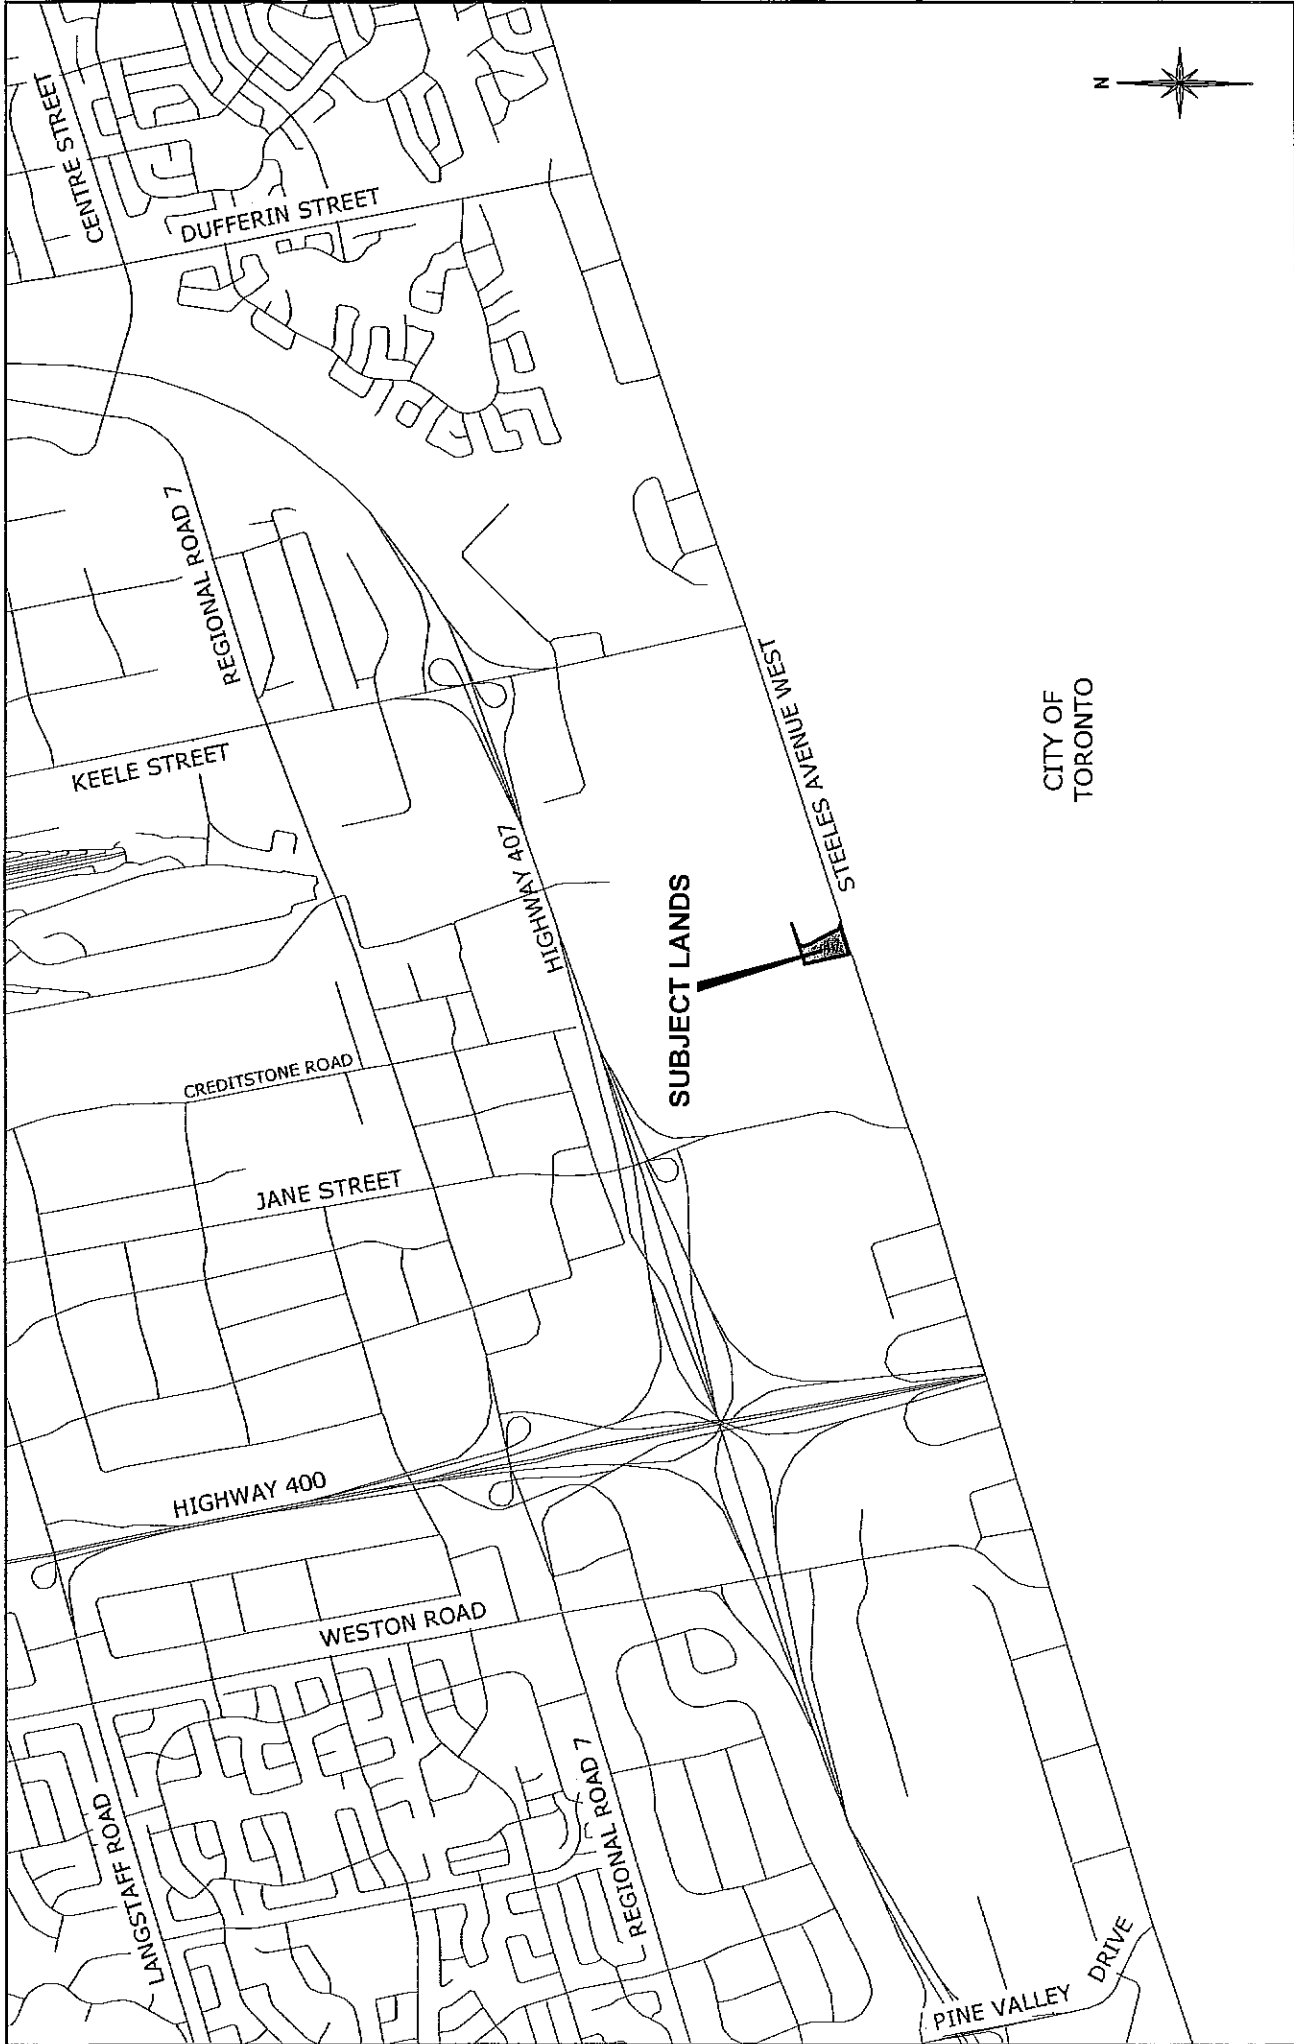 LANGSTAFF ROAD
HIGHWAY 400
CREDITSTONE ROAD
JANE STREET
KEELE STREET
CENTRE STREET
DUFFERIN STREET
WESTON ROAD
REGIONAL ROAD 7
REGIONAL ROAD 7
HIGHWAY 407
PINE VALLEY
DRIVE
SUBJECT LANDS
STEELES AVENUE WEST
CITY OF
TORONTO
N